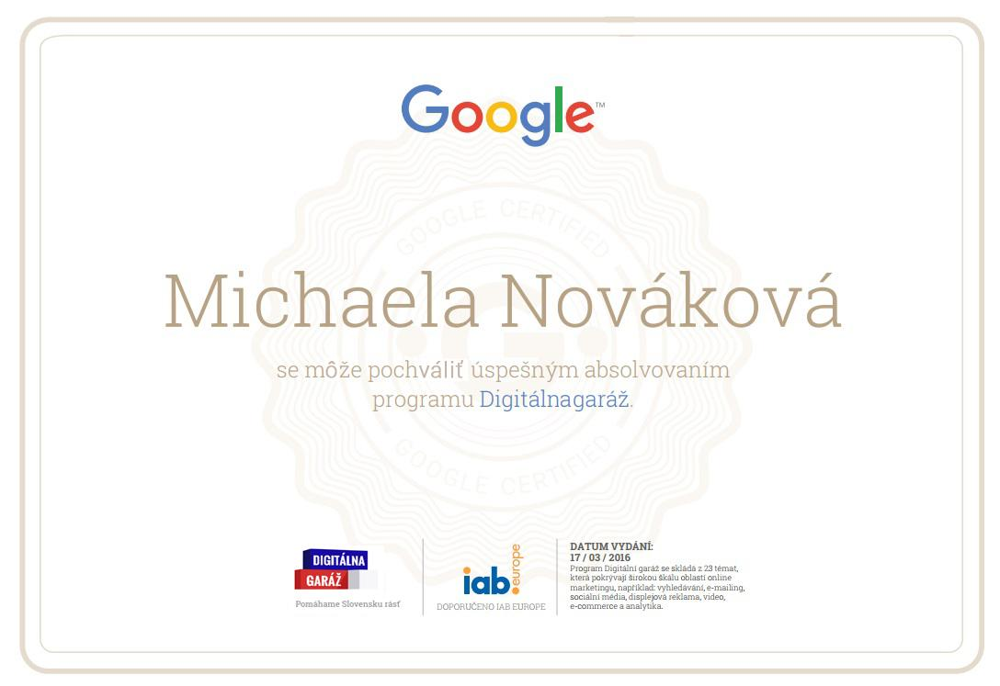 Google™
GOOGLE CERTIFIED
Michaela Nováková
se môže pochváliť úspešným absolvovaním
programu Digitálnagaráž.
GOOGLE CERTIFIED
DIGITÁLNA
GARÁŽ
Pomáhame Slovensku rásť
iab.europe
DOPORUČENO IAB EUROPE
DATUM VYDÁNÍ:
17 / 03 / 2016
Program Digitální garáž se skládá z 23 témat,
která pokrývají širokou škálu oblastí online
marketingu, například: vyhledávání, e-mailing,
sociální média, displejová reklama, video,
e-commerce a analytika.